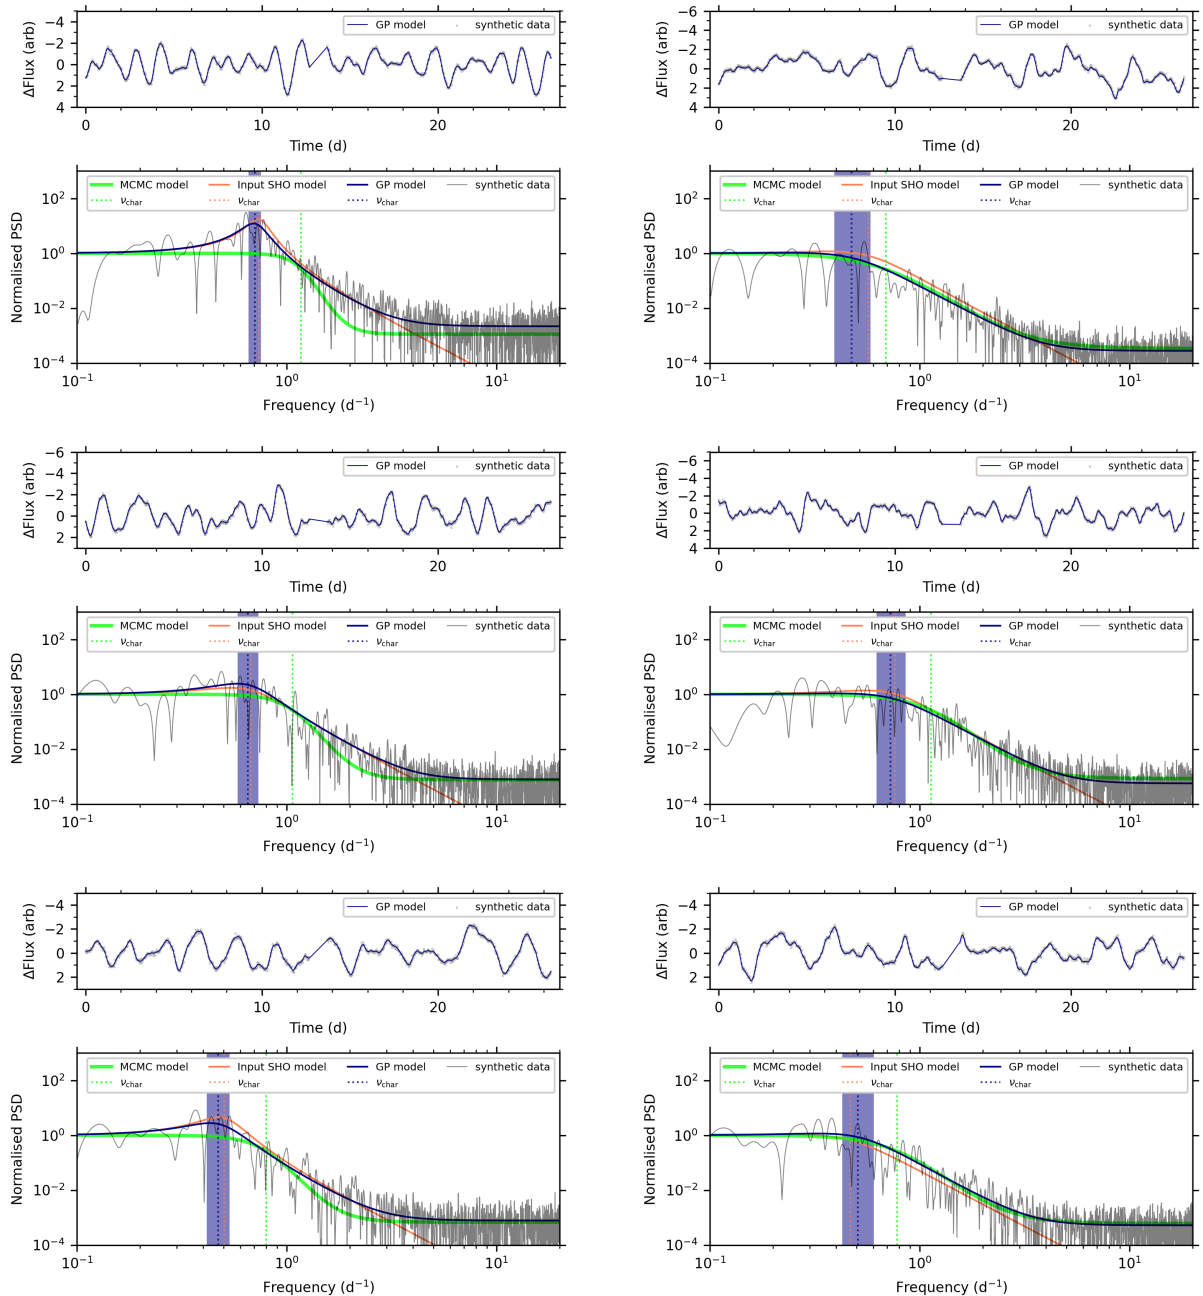 −4
−2
0
2
4
ΔFlux (arb)
GP model
synthetic data
0
10
20
Time (d)
−6
−4
−2
0
2
4
ΔFlux (arb)
GP model
synthetic data
0
10
20
Time (d)
10²
10⁰
10⁻²
10⁻⁴
Normalised PSD
MCMC model
Input SHO model
GP model
synthetic data
νchar
νchar
νchar
10⁻¹
10⁰
10¹
Frequency (d⁻¹)
10²
10⁰
10⁻²
10⁻⁴
Normalised PSD
MCMC model
Input SHO model
GP model
synthetic data
νchar
νchar
νchar
10⁻¹
10⁰
10¹
Frequency (d⁻¹)
−6
−4
−2
0
2
ΔFlux (arb)
GP model
synthetic data
0
10
20
Time (d)
−6
−4
−2
0
2
4
ΔFlux (arb)
GP model
synthetic data
0
10
20
Time (d)
10²
10⁰
10⁻²
10⁻⁴
Normalised PSD
MCMC model
Input SHO model
GP model
synthetic data
νchar
νchar
νchar
10⁻¹
10⁰
10¹
Frequency (d⁻¹)
10²
10⁰
10⁻²
10⁻⁴
Normalised PSD
MCMC model
Input SHO model
GP model
synthetic data
νchar
νchar
νchar
10⁻¹
10⁰
10¹
Frequency (d⁻¹)
−4
−2
0
2
ΔFlux (arb)
GP model
synthetic data
0
10
20
Time (d)
−4
−2
0
2
ΔFlux (arb)
GP model
synthetic data
0
10
20
Time (d)
10²
10⁰
10⁻²
10⁻⁴
Normalised PSD
MCMC model
Input SHO model
GP model
synthetic data
νchar
νchar
νchar
10⁻¹
10⁰
10¹
Frequency (d⁻¹)
10²
10⁰
10⁻²
10⁻⁴
Normalised PSD
MCMC model
Input SHO model
GP model
synthetic data
νchar
νchar
νchar
10⁻¹
10⁰
10¹
Frequency (d⁻¹)